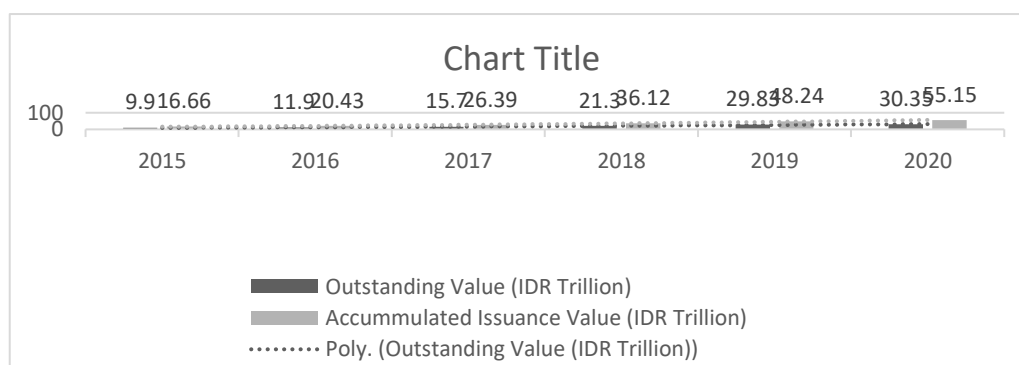 Chart Title
9.9 16.66 11.9 20.43 15.7 26.39 21.3 36.12 29.83 48.24 30.35 55.15
100
0
2015 2016 2017 2018 2019 2020
Outstanding Value (IDR Trillion)
Accummulated Issuance Value (IDR Trillion)
Poly. (Outstanding Value (IDR Trillion))